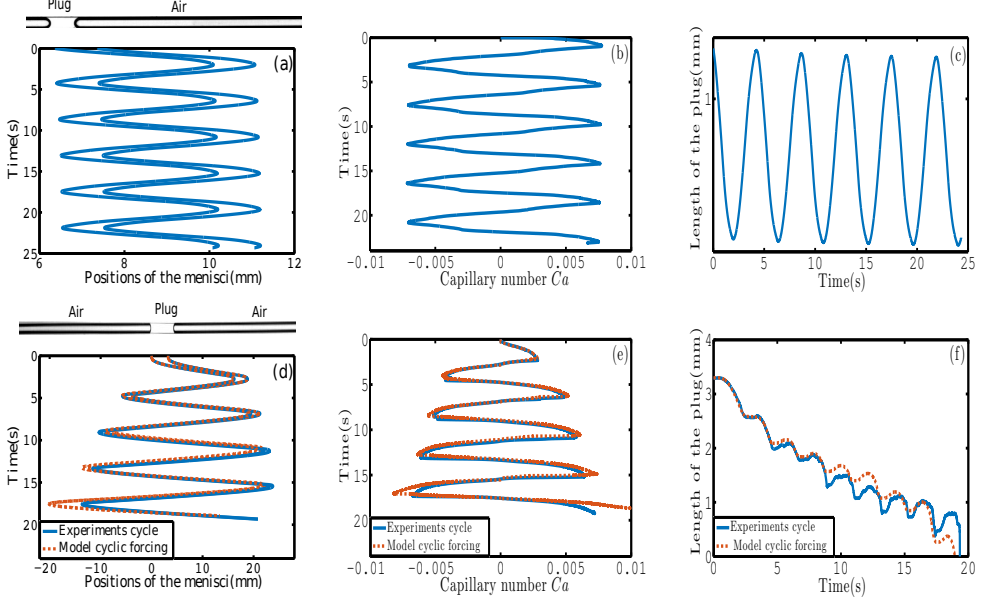 Plug Air
(a)
Time(s)
0
5
10
15
20
25
6 8 10 12
Positions of the menisci(mm)
(b)
Time(s)
0
5
10
15
20
−0.01 −0.005 0 0.005 0.01
Capillary number Ca
(c)
Length of the plug(mm)
1
0 5 10 15 20 25
Time(s)
Air Plug Air
(d)
Time(s)
0
5
10
15
20
Experiments cycle
Model cyclic forcing
−20 −10 0 10 20
Positions of the menisci(mm)
(e)
Time(s)
0
5
10
15
20
Experiments cycle
Model cyclic forcing
−0.01 −0.005 0 0.005 0.01
Capillary number Ca
(f)
Length of the plug(mm)
4
3
2
1
0
Experiments cycle
Model cyclic forcing
0 5 10 15 20
Time(s)